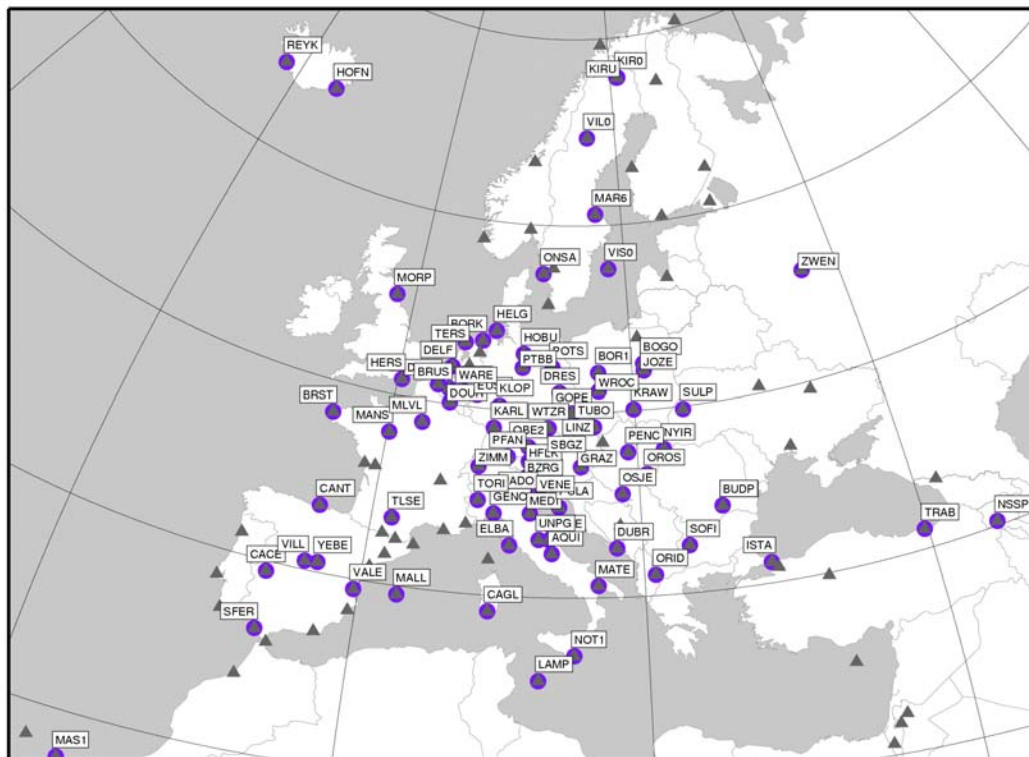 REYK
HOFN
KIR0
KIRU
VIL0
MAR6
ONSA
VIS0
ZWEN
MORP
HELG
BORK
TERS
HOBU
DELF
PTBB
BOR1
BOGO
JOZE
HERS
BRUS
WARE
DRES
WROC
KLOP
DOUR
GOPE
KRAW
SULP
BRST
MANS
MLVL
KARL
WTZR
TUBO
LINZ
PFAN
SBGZ
PENC
NYIR
ZIMM
BZRG
GRAZ
OROS
TORI
VENE
OSJE
BUDP
CANT
TLSE
GENO
MEDI
NSSP
TRAB
ELBA
UNPG
AQUI
DUBR
SOFI
VILL
YEBE
CACE
ORID
ISTA
VALE
MALL
MATE
SFER
CAGL
NOT1
LAMP
MAS1